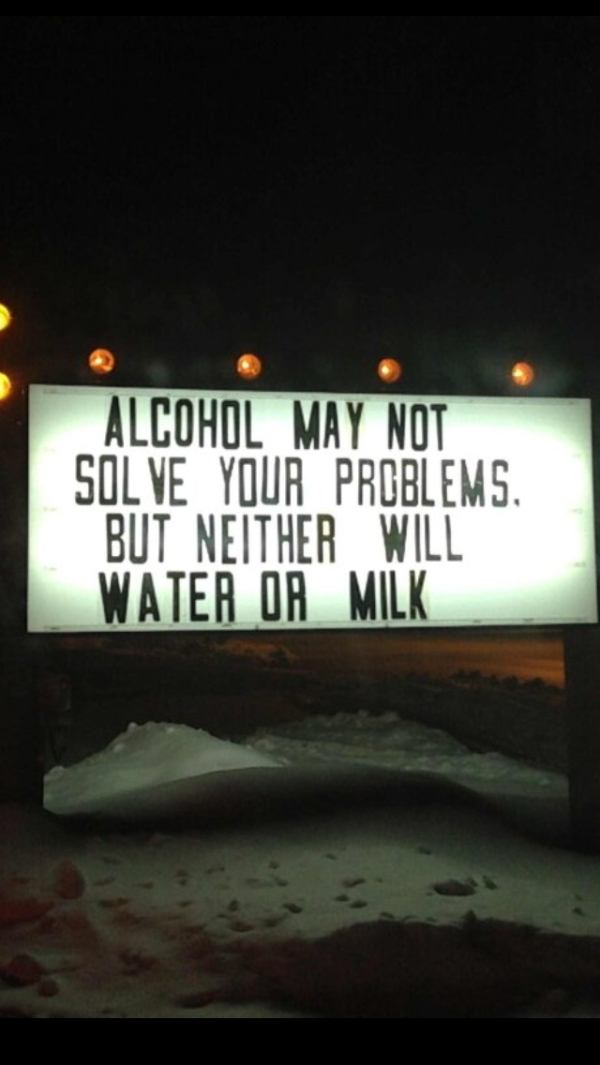 ALCOHOL MAY NOT
SOLVE YOUR PROBLEMS.
BUT NEITHER WILL
WATER OR MILK